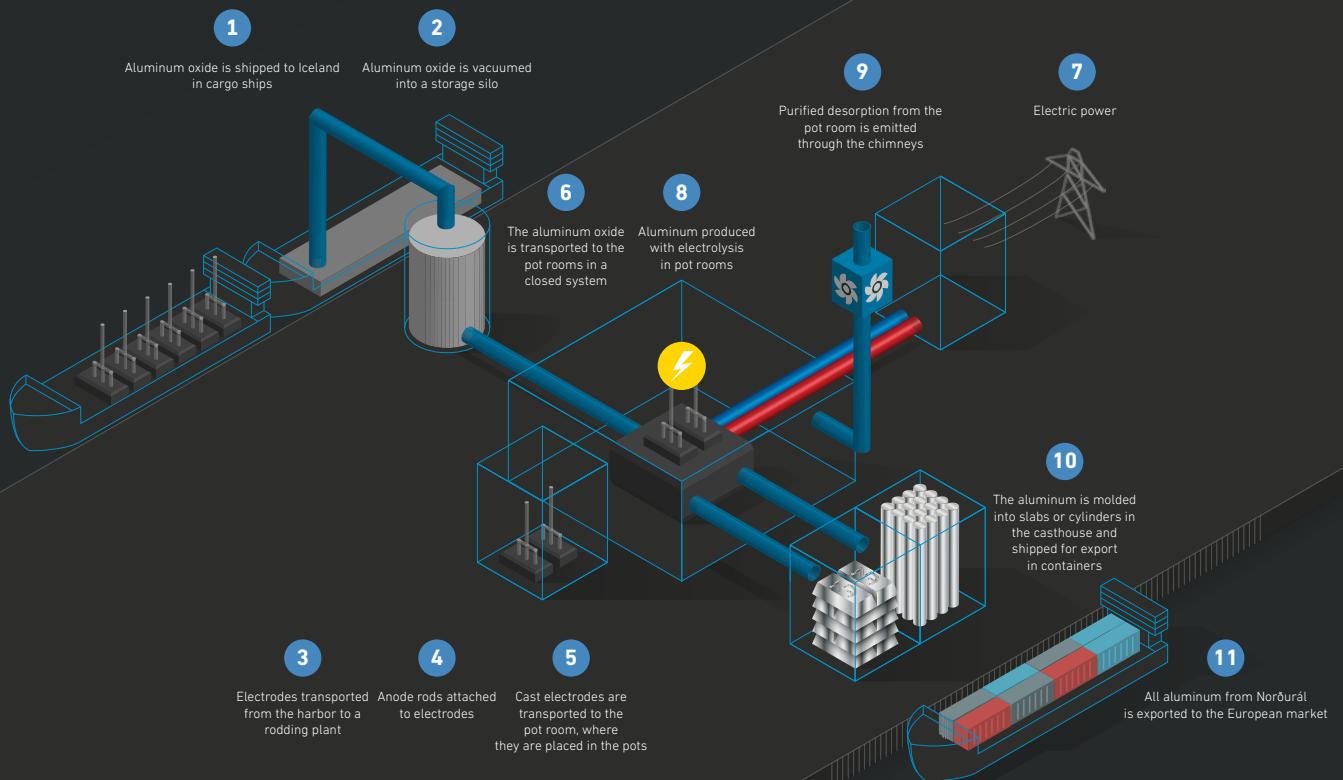 1
Aluminum oxide is shipped to Iceland
in cargo ships
2
Aluminum oxide is vacuumed
into a storage silo
9
Purified desorption from the
pot room is emitted
through the chimneys
7
Electric power
6
The aluminum oxide
is transported to the
pot rooms in a
closed system
8
Aluminum produced
with electrolysis
in pot rooms
10
The aluminum is molded
into slabs or cylinders in
the casthouse and
shipped for export
in containers
3
Electrodes transported
from the harbor to a
rodding plant
4
Anode rods attached
to electrodes
5
Cast electrodes are
transported to the
pot room, where
they are placed in the pots
11
All aluminum from Norðurál
is exported to the European market